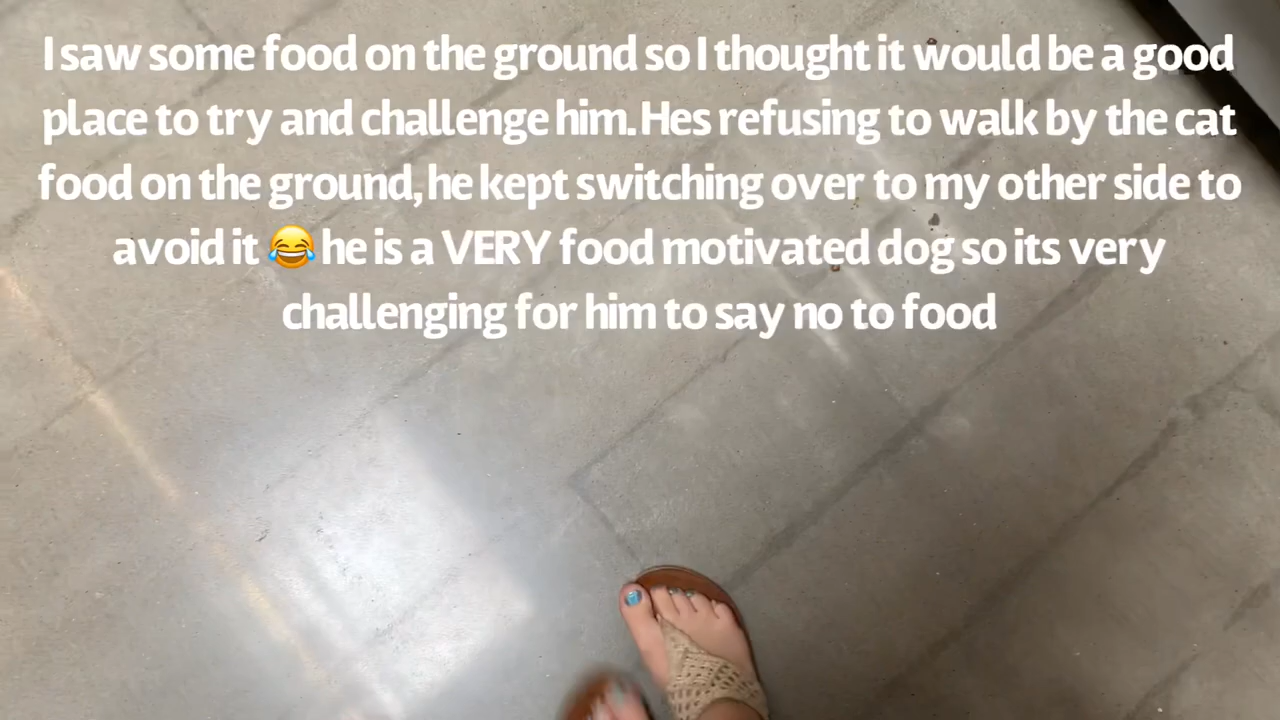 I saw some food on the ground so I thought it would be a good
place to try and challenge him. Hes refusing to walk by the cat
food on the ground, he kept switching over to my other side to
avoid it 😂 he is a VERY food motivated dog so its very
challenging for him to say no to food